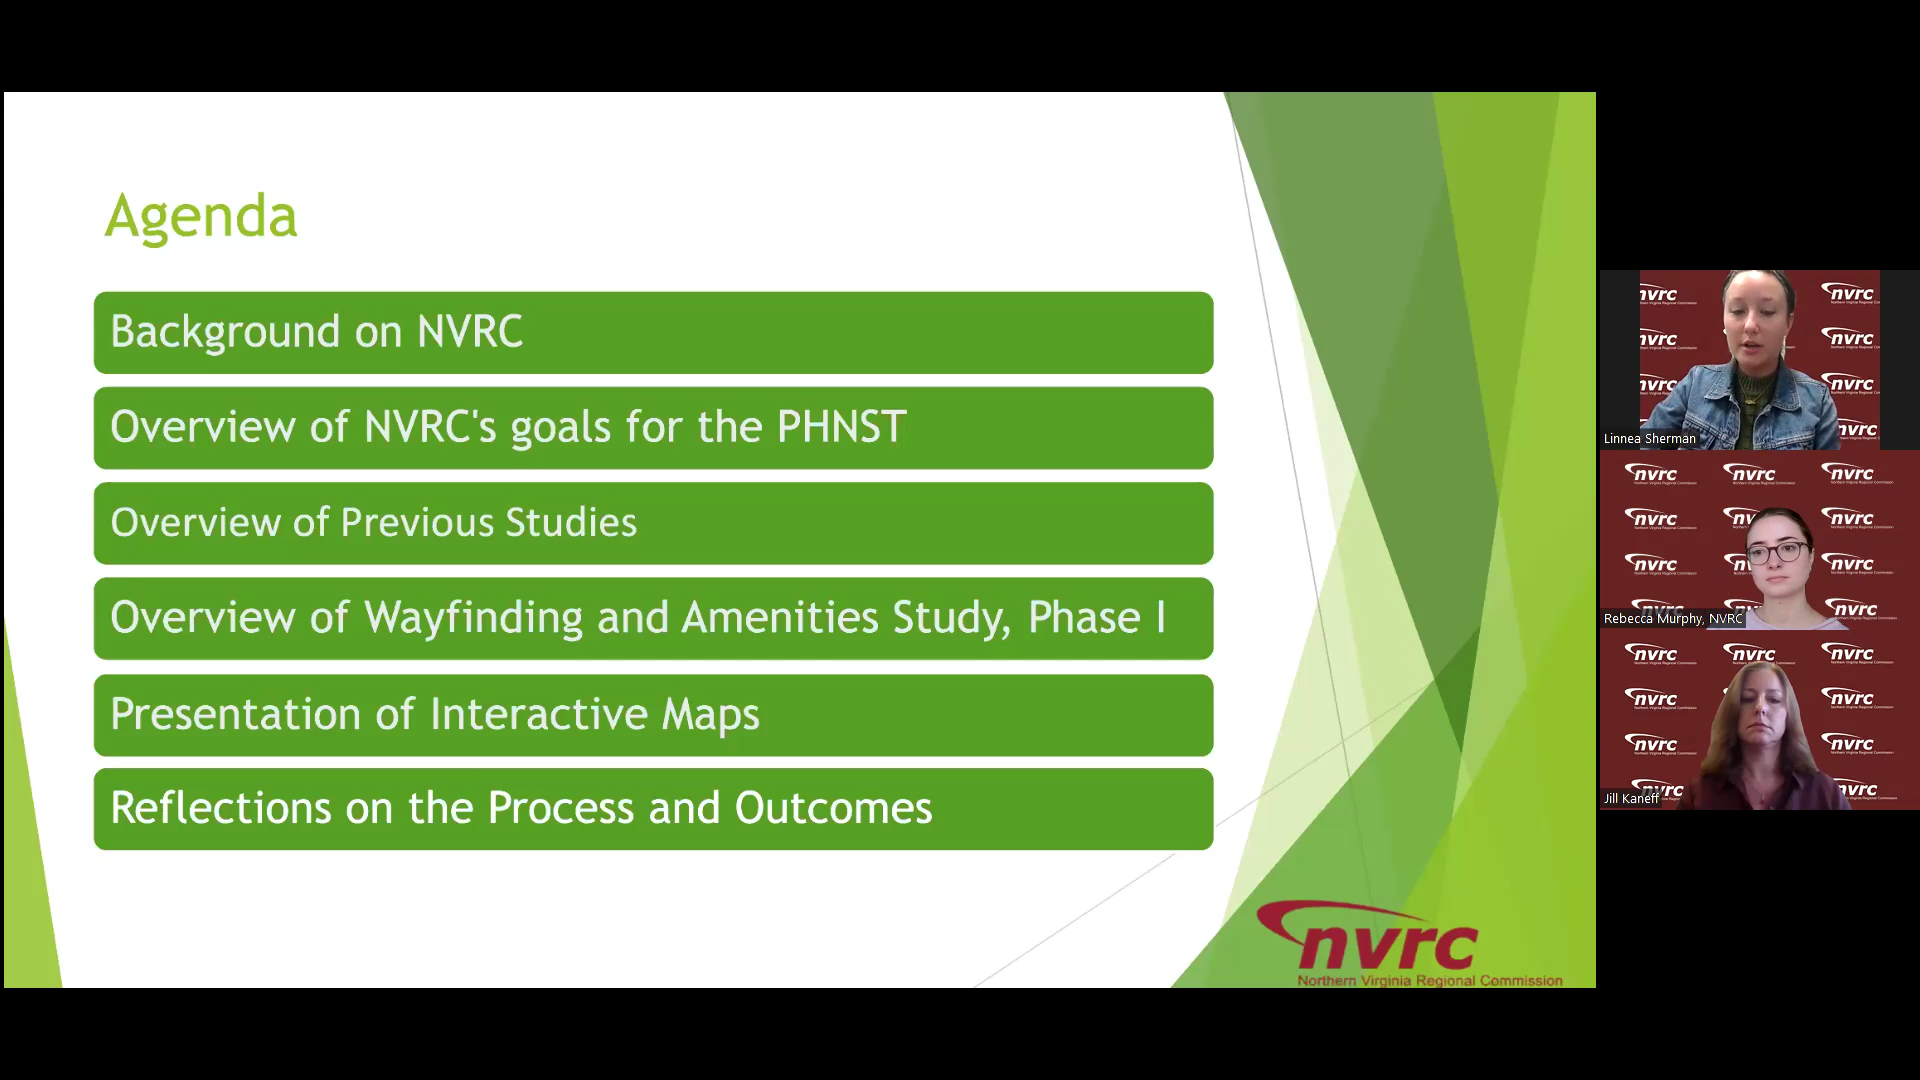 Agenda
Background on NVRC
Overview of NVRC's goals for the PHNST
Overview of Previous Studies
Overview of Wayfinding and Amenities Study, Phase I
Presentation of Interactive Maps
Reflections on the Process and Outcomes
nvrc
Northern Virginia Regional Commission
Linnea Sherman
Rebecca Murphy, NVRC
Jill Kaneff